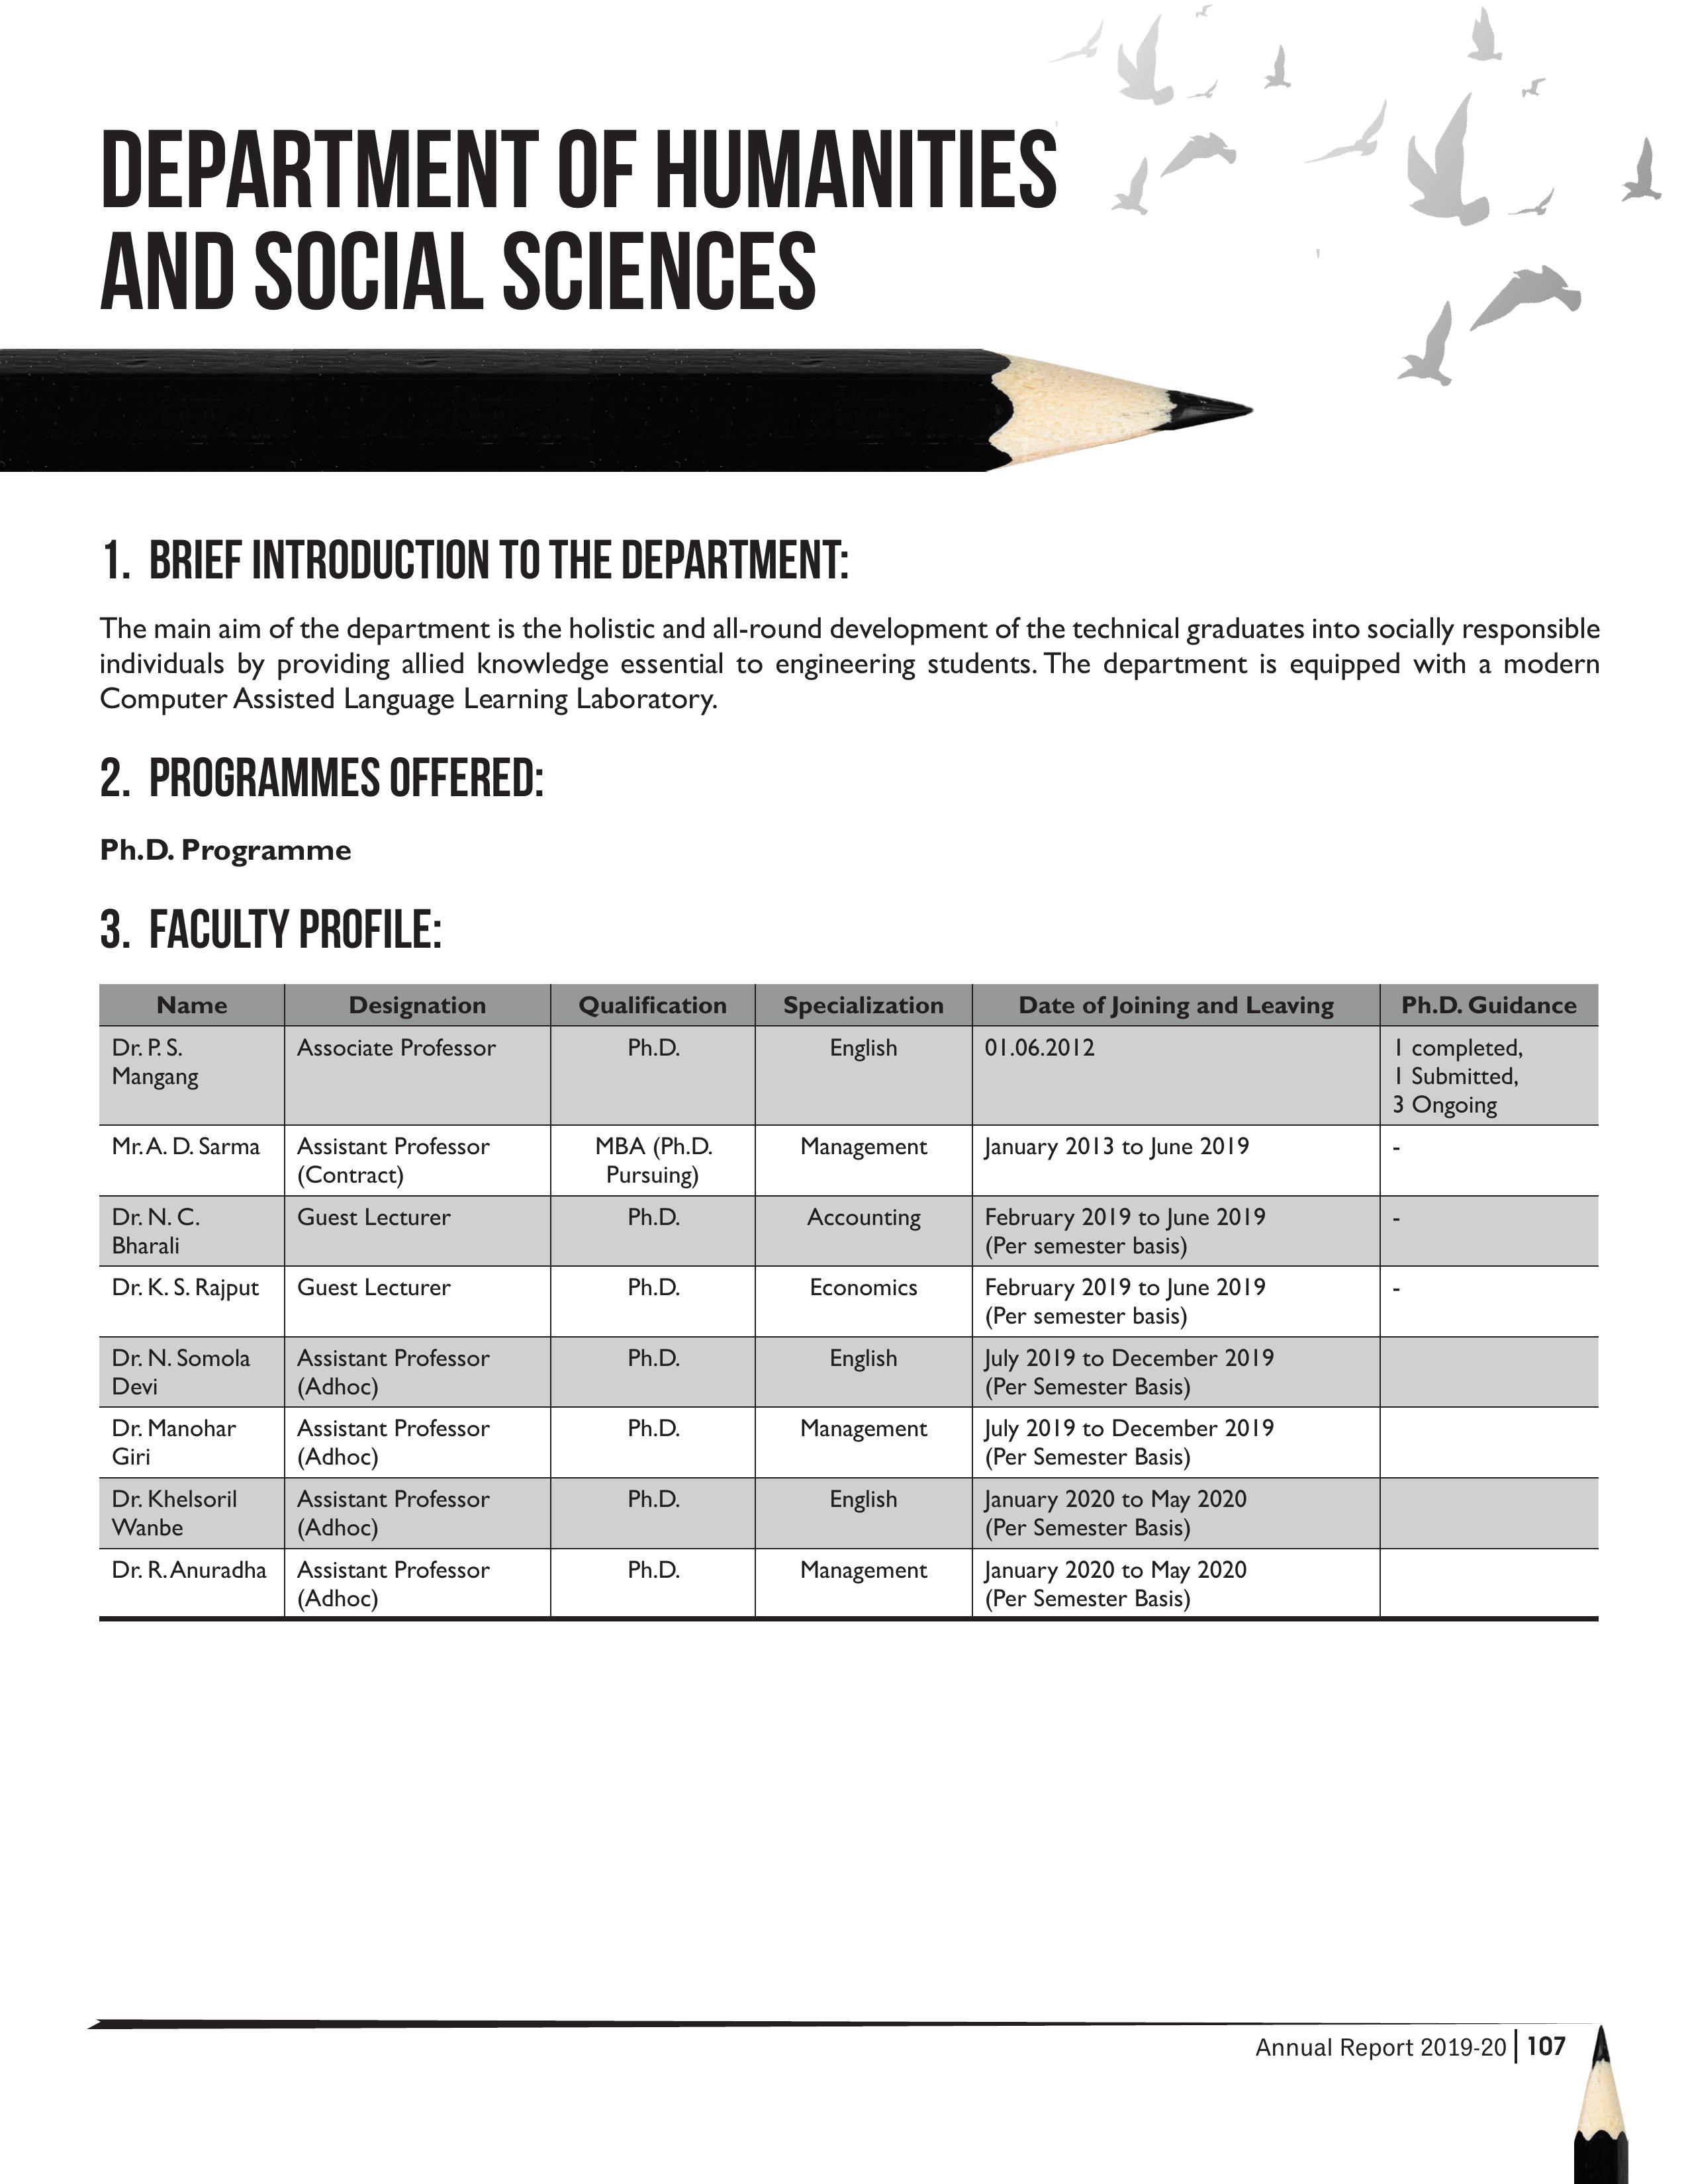 DEPARTMENT OF HUMANITIES
AND SOCIAL SCIENCES
1. BRIEF INTRODUCTION TO THE DEPARTMENT:
The main aim of the department is the holistic and all-round development of the technical graduates into socially responsible
individuals by providing allied knowledge essential to engineering students. The department is equipped with a modern
Computer Assisted Language Learning Laboratory.
2. PROGRAMMES OFFERED:
Ph.D. Programme
3. FACULTY PROFILE:
Name Designation Qualification Specialization Date of Joining and Leaving Ph.D. Guidance
Dr. P. S. Associate Professor Ph.D. English 01.06.2012 1 completed,
Mangang 1 Submitted,
3 Ongoing
Mr. A. D. Sarma Assistant Professor MBA (Ph.D. Management January 2013 to June 2019 -
(Contract) Pursuing)
Dr. N. C. Guest Lecturer Ph.D. Accounting February 2019 to June 2019 -
Bharali (Per semester basis)
Dr. K. S. Rajput Guest Lecturer Ph.D. Economics February 2019 to June 2019 -
(Per semester basis)
Dr. N. Somola Assistant Professor Ph.D. English July 2019 to December 2019
Devi (Adhoc) (Per Semester Basis)
Dr. Manohar Assistant Professor Ph.D. Management July 2019 to December 2019
Giri (Adhoc) (Per Semester Basis)
Dr. Khelsoril Assistant Professor Ph.D. English January 2020 to May 2020
Wanbe (Adhoc) (Per Semester Basis)
Dr. R. Anuradha Assistant Professor Ph.D. Management January 2020 to May 2020
(Adhoc) (Per Semester Basis)
Annual Report 2019-20 | 107